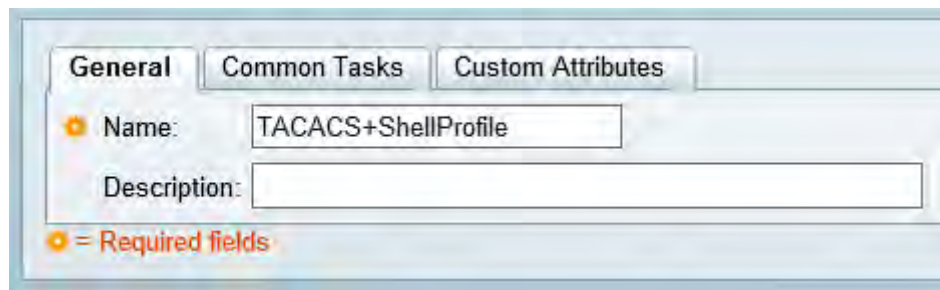 General Common Tasks Custom Attributes
Name: TACACS+ShellProfile
Description:
= Required fields